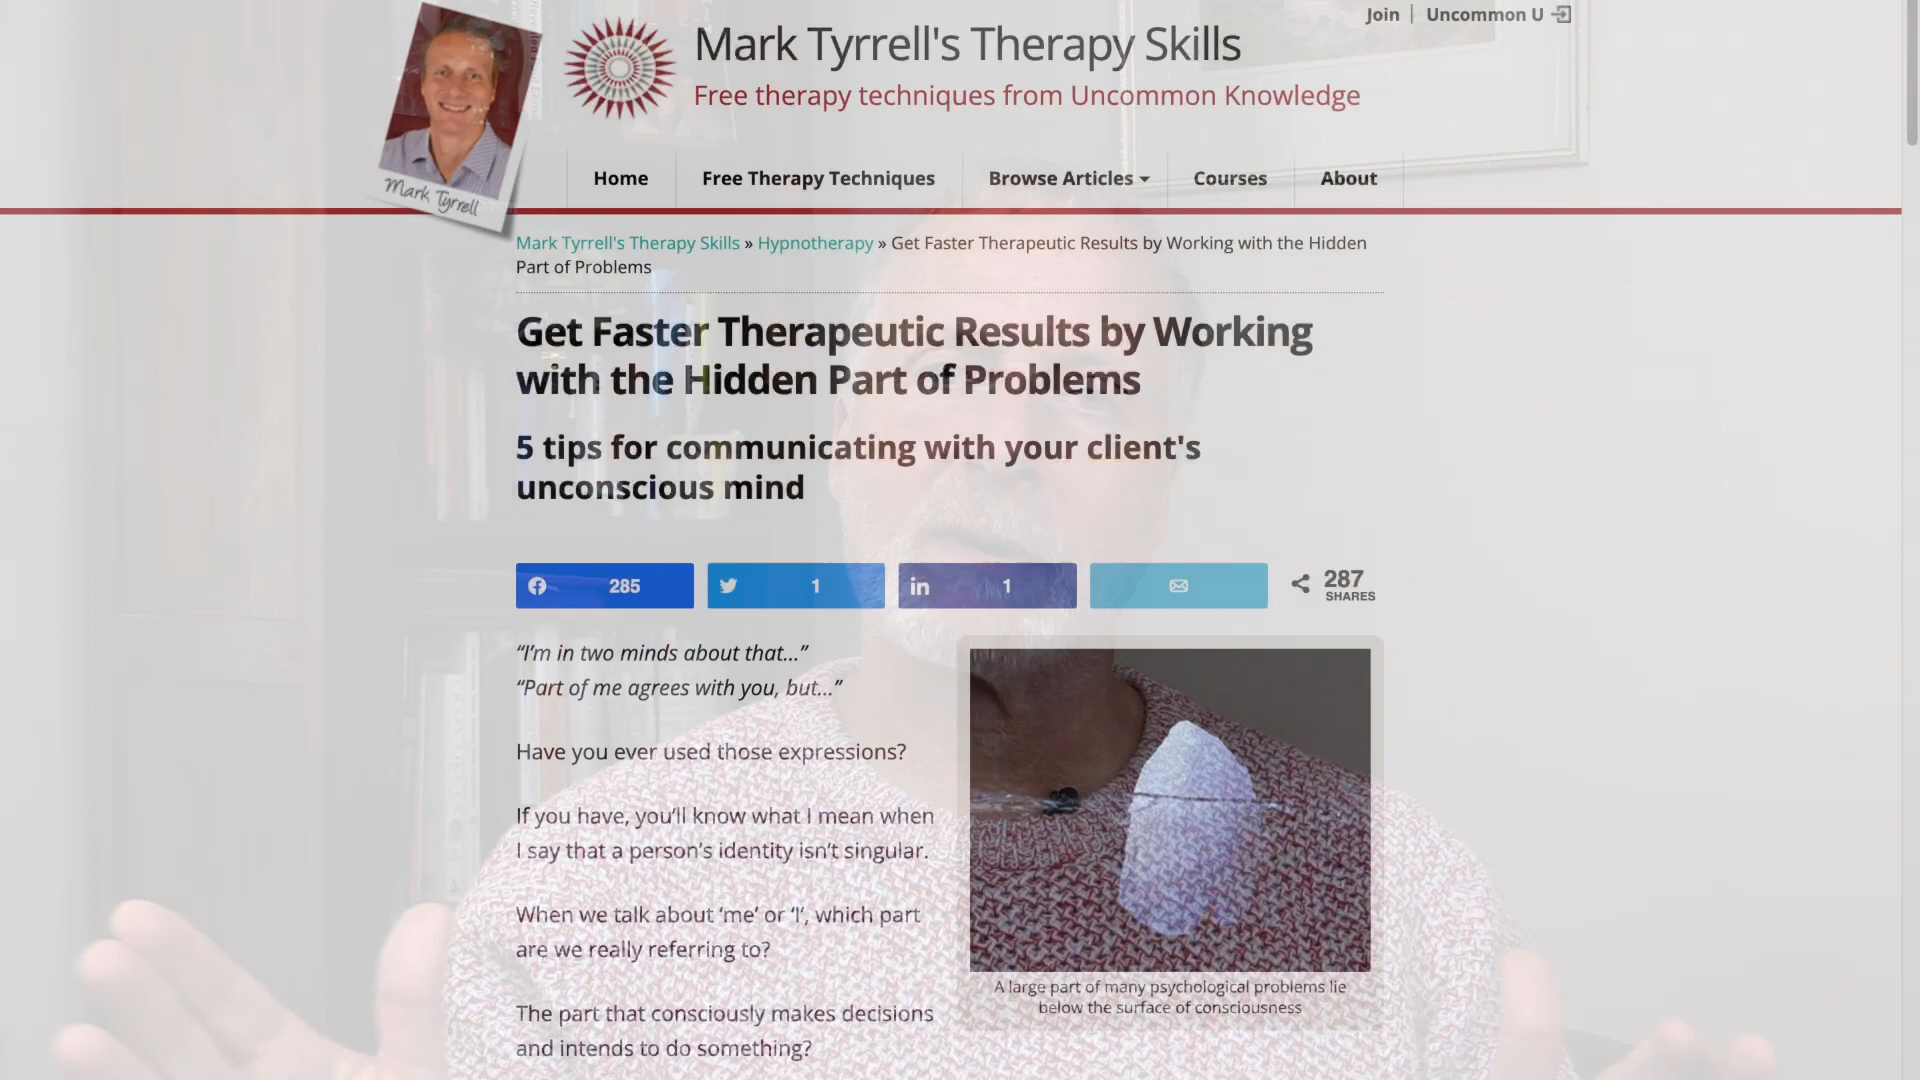 Join | Uncommon U
Mark Tyrrell's Therapy Skills
Free therapy techniques from Uncommon Knowledge
Mark Tyrrell
Home
Free Therapy Techniques
Browse Articles
Courses
About
Mark Tyrrell's Therapy Skills » Hypnotherapy » Get Faster Therapeutic Results by Working with the Hidden
Part of Problems
Get Faster Therapeutic Results by Working
with the Hidden Part of Problems
5 tips for communicating with your client's
unconscious mind
285
1
in 1
287
SHARES
“I’m in two minds about that…”
“Part of me agrees with you, but…”
Have you ever used those expressions?
If you have, you’ll know what I mean when
I say that a person’s identity isn’t singular.
When we talk about ‘me’ or ‘I’, which part
are we really referring to?
The part that consciously makes decisions
and intends to do something?
A large part of many psychological problems lie
below the surface of consciousness